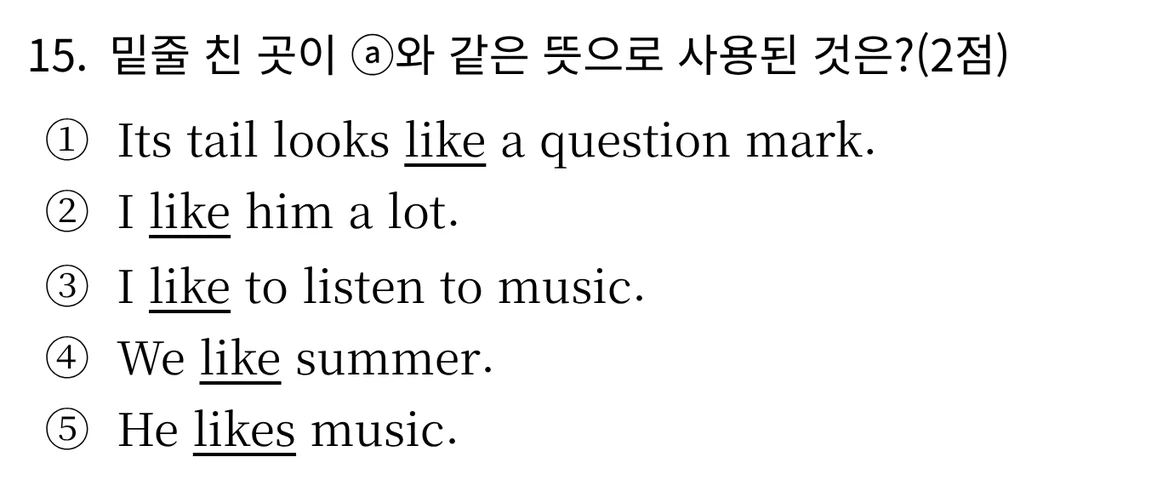 15. 밑줄 친 곳이 ⓐ와 같은 뜻으로 사용된 것은?(2점)
① Its tail looks like a question mark.
② I like him a lot.
③ I like to listen to music.
④ We like summer.
⑤ He likes music.